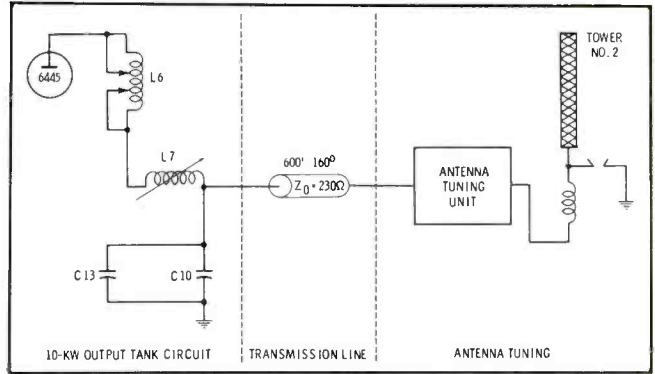 6445
L6
L7
C13
C10
10-KW OUTPUT TANK CIRCUIT
600' 160°
Z0 = 230Ω
TRANSMISSION LINE
ANTENNA
TUNING
UNIT
TOWER
NO. 2
ANTENNA TUNING